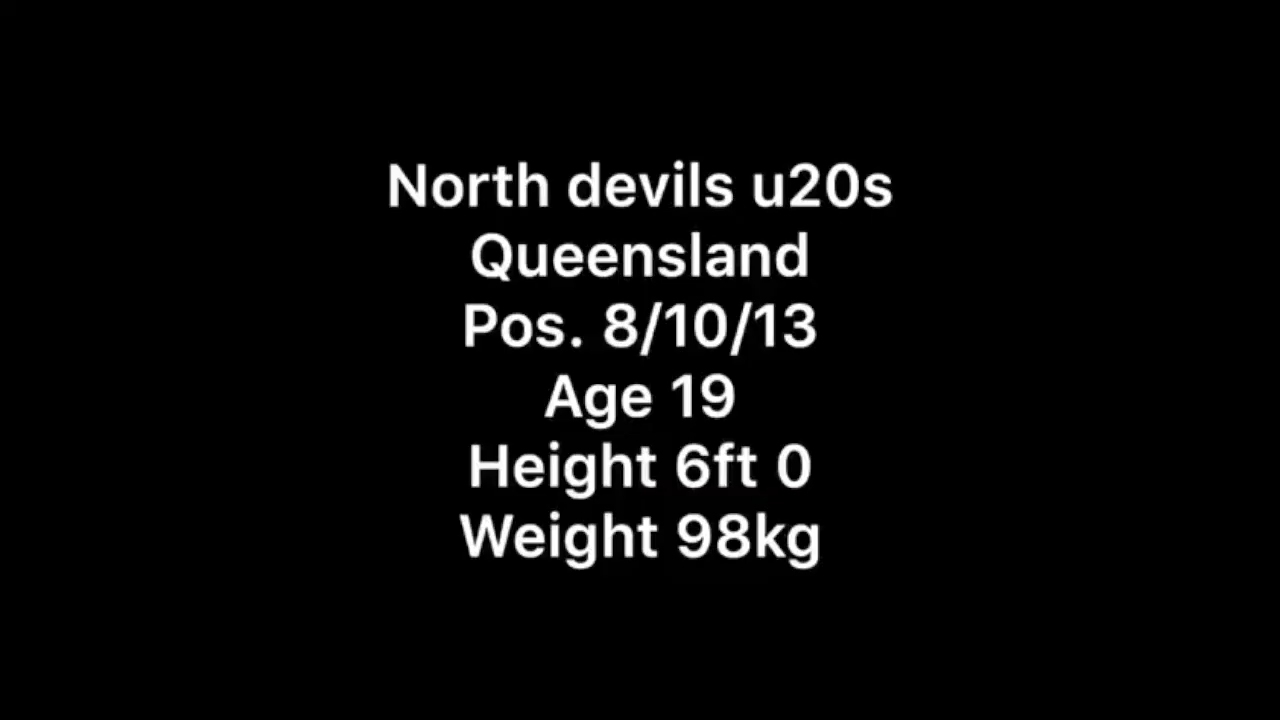 North devils u20s
Queensland
Pos. 8/10/13
Age 19
Height 6ft 0
Weight 98kg